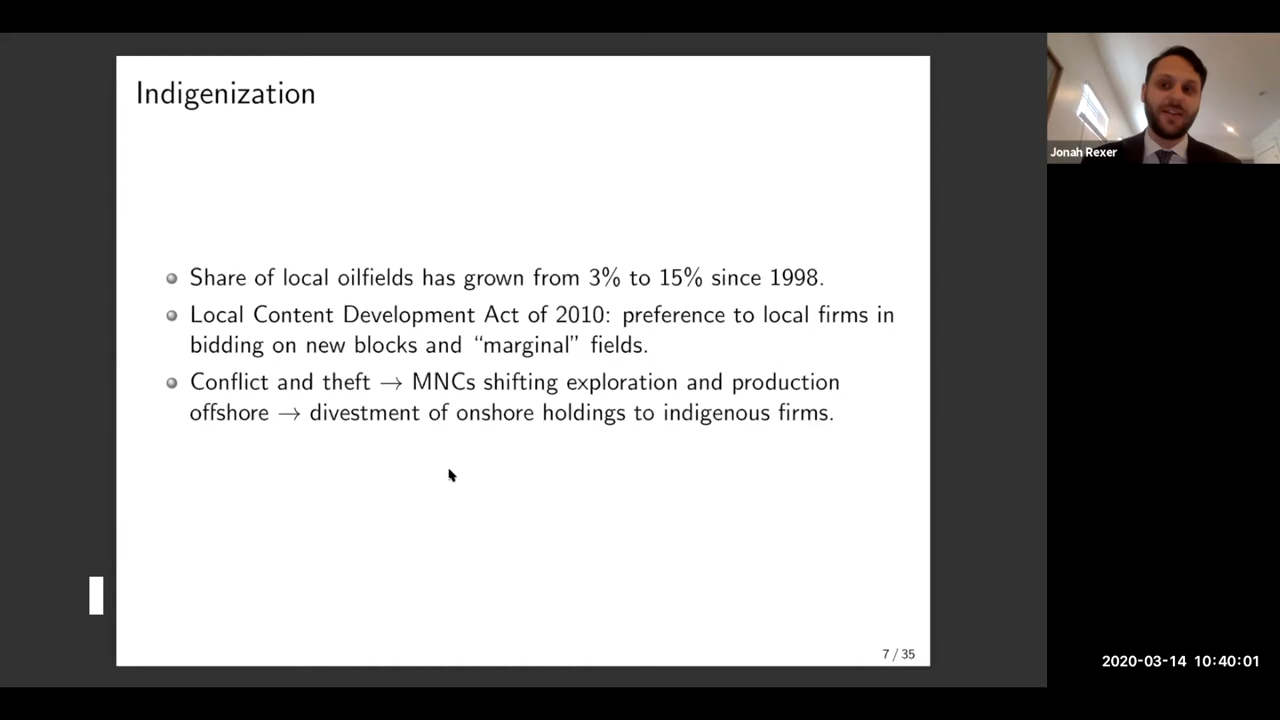 Indigenization
Share of local oilfields has grown from 3% to 15% since 1998.
Local Content Development Act of 2010: preference to local firms in
bidding on new blocks and “marginal” fields.
Conflict and theft → MNCs shifting exploration and production
offshore → divestment of onshore holdings to indigenous firms.
7 / 35
Jonah Rexer
2020-03-14 10:40:01